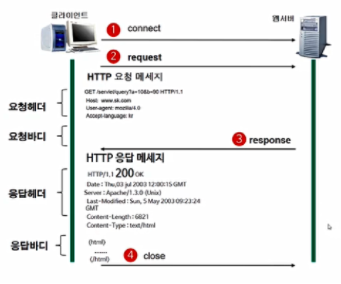 클라이언트
웹서버
1 connect
2 request
HTTP 요청 메세지
요청헤더
GET /servlet/query?a=10&b=90 HTTP/1.1
Host: www.sk.com
User-agent: mozilla/4.0
Accept-language: kr
요청바디
3 response
HTTP 응답 메세지
응답헤더
HTTP/1.1 200 OK
Date : Thu,03 jul 2003 12:00:15 GMT
Server : Apache/1.3.0 (Unix)
Last-Modified : Sun, 5 May 2003 09:23:24
GMT
Content-Length : 6821
Content-Type : text/html
응답바디
(html)
......
(/html)
4 close